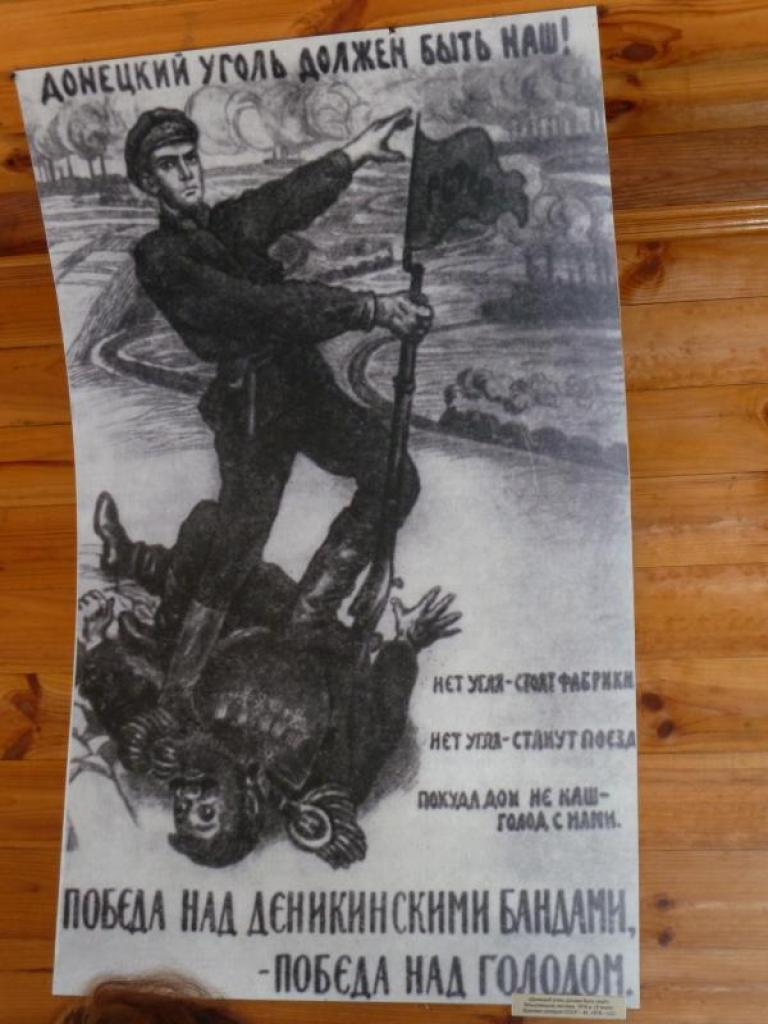 ДОНЕЦКИЙ УГОЛЬ ДОЛЖЕН БЫТЬ НАШ!
НЕТ УГЛЯ-СТОЯТ ФАБРИКИ
НЕТ УГЛЯ-СТАНУТ ПОЕЗДА
ПОКУДА ДОН НЕ НАШ-
ГОЛОД С НАМИ.
ПОБЕДА НАД ДЕНИКИНСКИМИ БАНДАМИ,
-ПОБЕДА НАД ГОЛОДОМ.